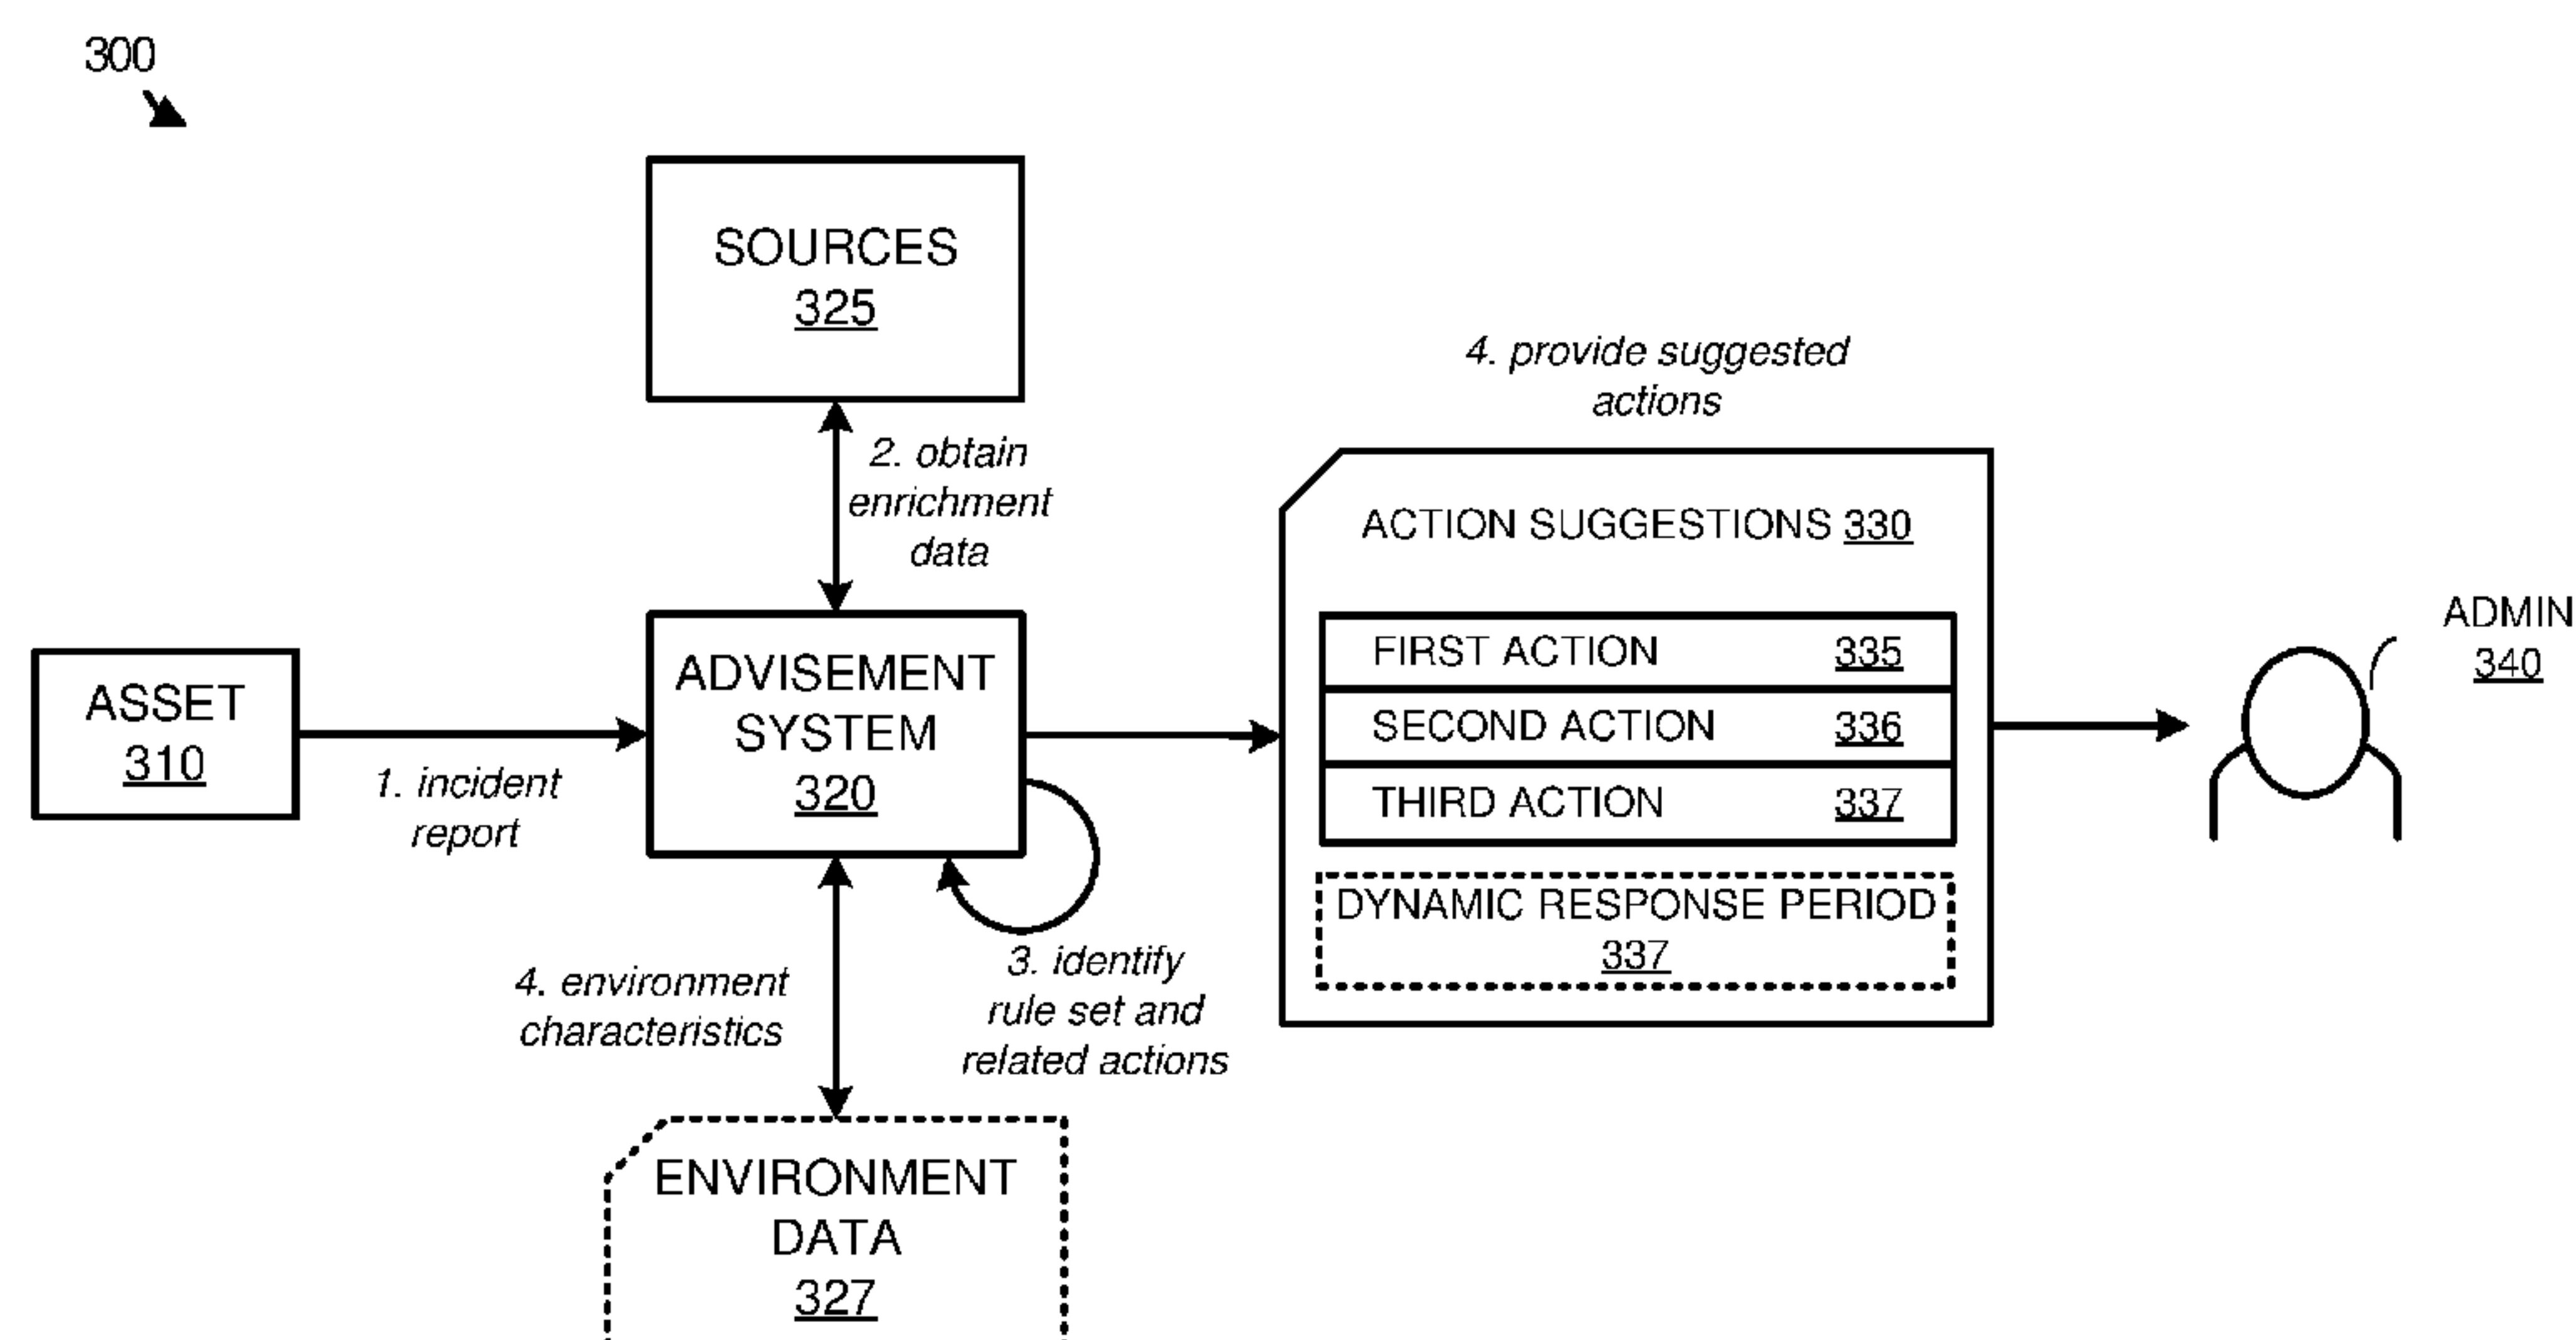 300
SOURCES
325
2. obtain
enrichment
data
ASSET
310
1. incident
report
ADVISEMENT
SYSTEM
320
3. identify
rule set and
related actions
4. environment
characteristics
ENVIRONMENT
DATA
327
4. provide suggested
actions
ACTION SUGGESTIONS 330
FIRST ACTION 335
SECOND ACTION 336
THIRD ACTION 337
DYNAMIC RESPONSE PERIOD
337
ADMIN
340